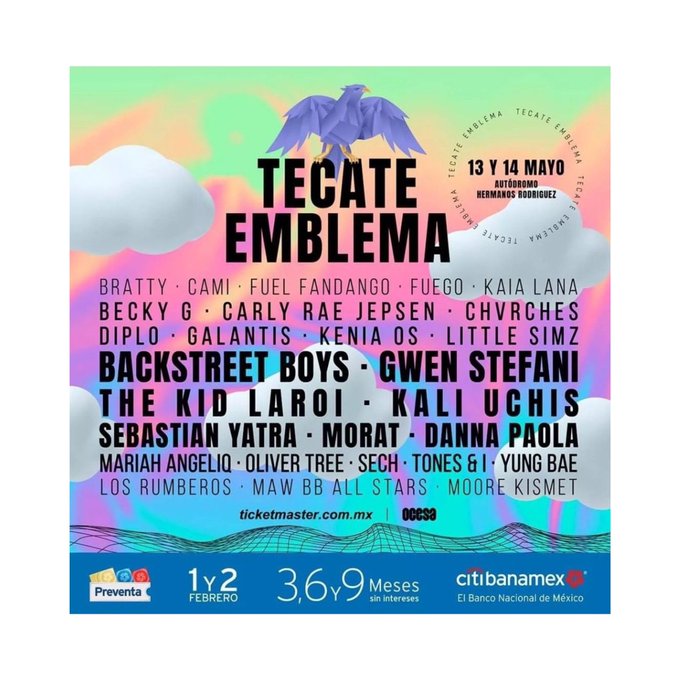 TECATE EMBLEMA TECATE EMBLEMA TECATE EMBLEMA TECATE EMBLEMA
13 Y 14 MAYO
AUTÓDROMO
HERMANOS RODRIGUEZ
TECATE
EMBLEMA
BRATTY · CAMI · FUEL FANDANGO · FUEGO · KAIA LANA
BECKY G · CARLY RAE JEPSEN · CHVRCHES
DIPLO · GALANTIS · KENIA OS · LITTLE SIMZ
BACKSTREET BOYS · GWEN STEFANI
THE KID LAROI · KALI UCHIS
SEBASTIAN YATRA · MORAT · DANNA PAOLA
MARIAH ANGELIQ · OLIVER TREE · SECH · TONES & I · YUNG BAE
LOS RUMBEROS · MAW BB ALL STARS · MOORE KISMET
ticketmaster.com.mx | ocesa
Preventa
1 Y 2
FEBRERO
3, 6 Y 9 Meses
sin intereses
citibanamex
El Banco Nacional de México